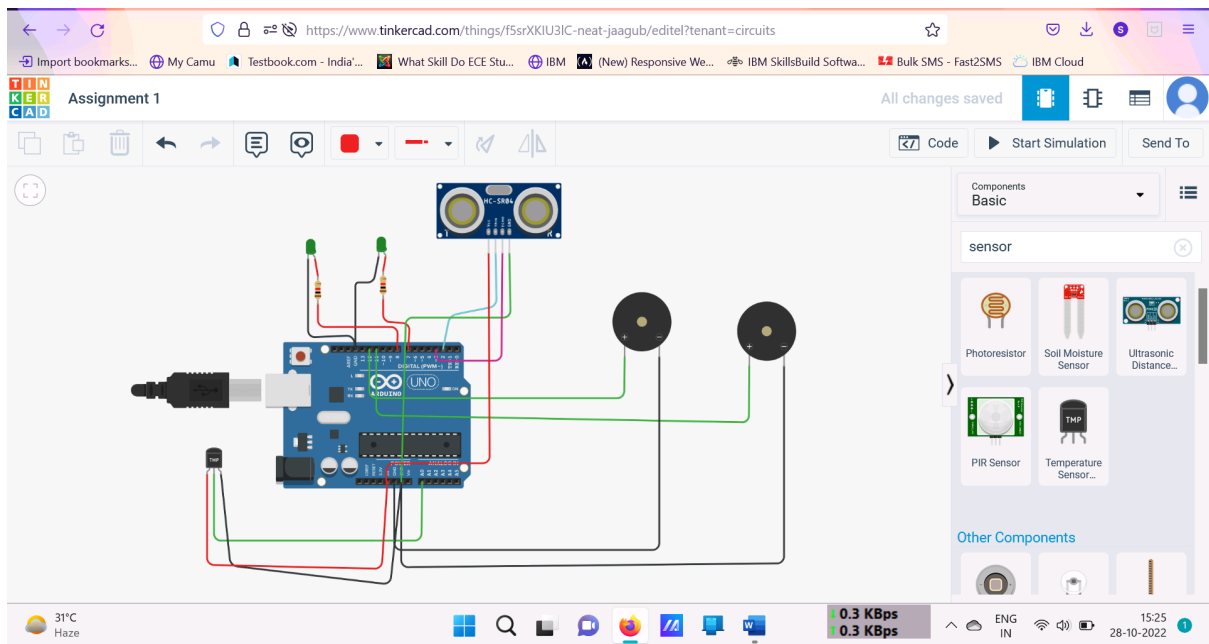 https://www.tinkercad.com/things/f5srXKIU3lC-neat-jaagub/editel?tenant=circuits
S
Import bookmarks... My Camu Testbook.com - India'... What Skill Do ECE Stu... IBM (New) Responsive We... IBM SkillsBuild Softwa... Bulk SMS - Fast2SMS IBM Cloud
TIN
KER
CAD
Assignment 1
All changes saved
Code Start Simulation Send To
Components
Basic
sensor
HC-SR04
DIGITAL (PWM~)
UNO
ARDUINO
TMP
Photoresistor
Soil Moisture
Sensor
Ultrasonic
Distance...
TMP
PIR Sensor
Temperature
Sensor...
Other Components
31°C
Haze
0.3 KBps
0.3 KBps
ENG
IN
15:25
28-10-2022
1